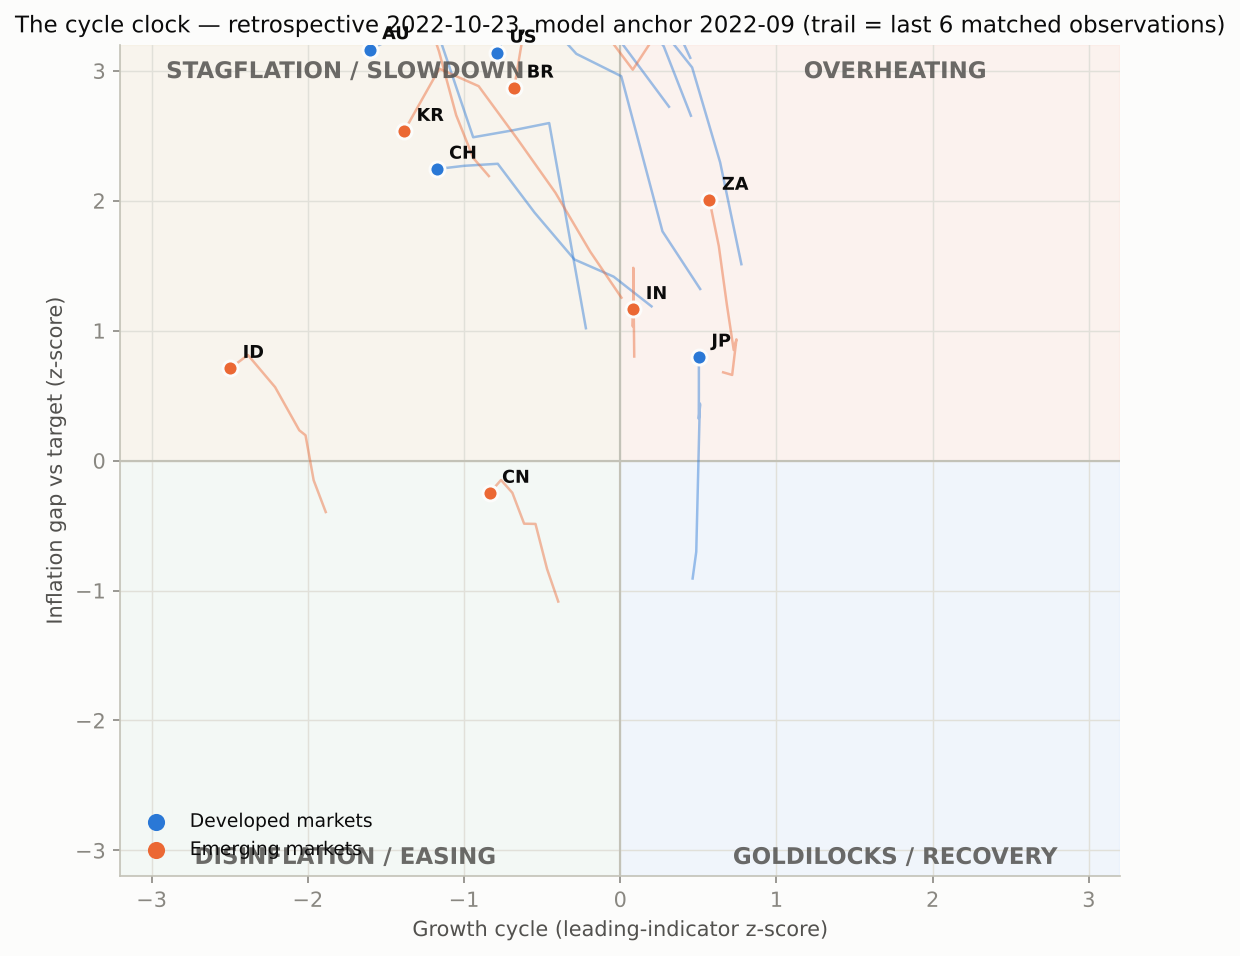 The cycle clock — retrospective 2022-10-23, model anchor 2022-09 (trail = last 6 matched observations)
AU
US
STAGFLATION / SLOWDOWN
BR
OVERHEATING
KR
CH
ZA
IN
JP
ID
CN
3
2
1
0
−1
−2
−3
Inflation gap vs target (z-score)
Developed markets
Emerging markets
DISINFLATION / EASING
GOLDILOCKS / RECOVERY
−3
−2
−1
0
1
2
3
Growth cycle (leading-indicator z-score)